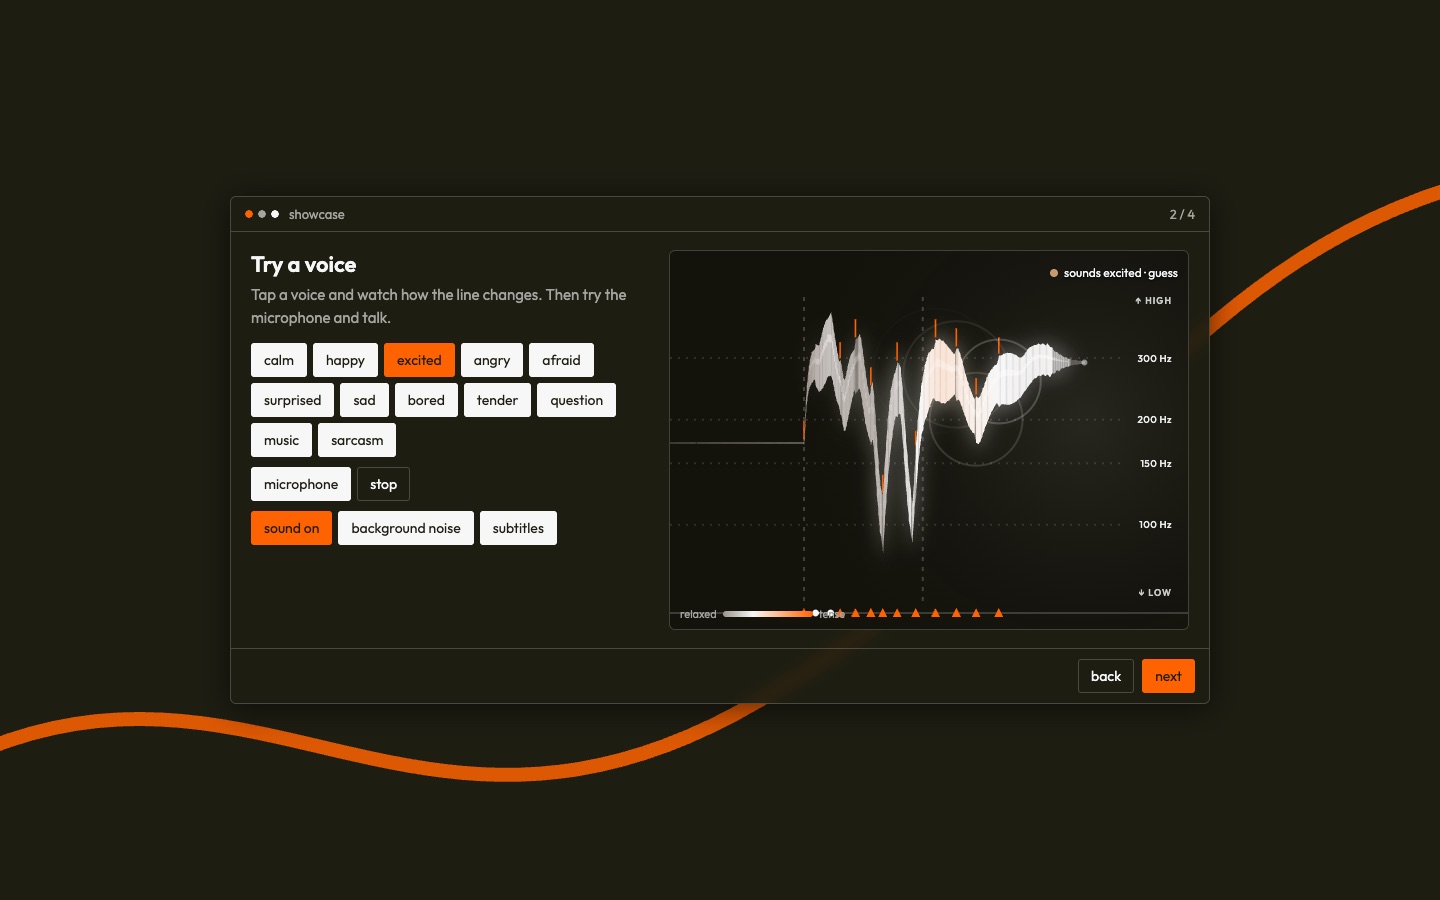 showcase
2 / 4
Try a voice
Tap a voice and watch how the line changes. Then try the
microphone and talk.
calm
happy
excited
angry
afraid
surprised
sad
bored
tender
question
music
sarcasm
microphone
stop
sound on
background noise
subtitles
sounds excited · guess
↑ HIGH
300 Hz
200 Hz
150 Hz
100 Hz
↓ LOW
relaxed
tense
back
next